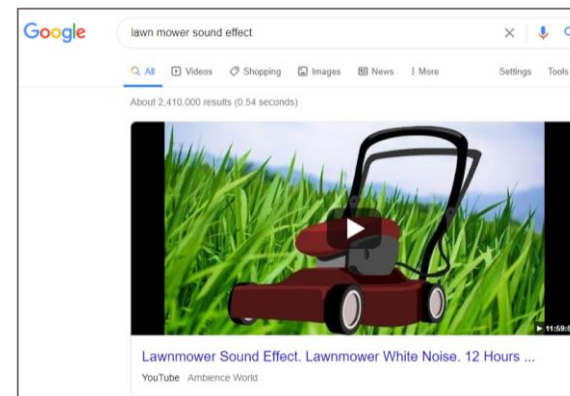 Google
lawn mower sound effect
All Videos Shopping Images News More Settings Tools
About 2,410,000 results (0.54 seconds)
Lawnmower Sound Effect. Lawnmower White Noise. 12 Hours ...
YouTube · Ambience World